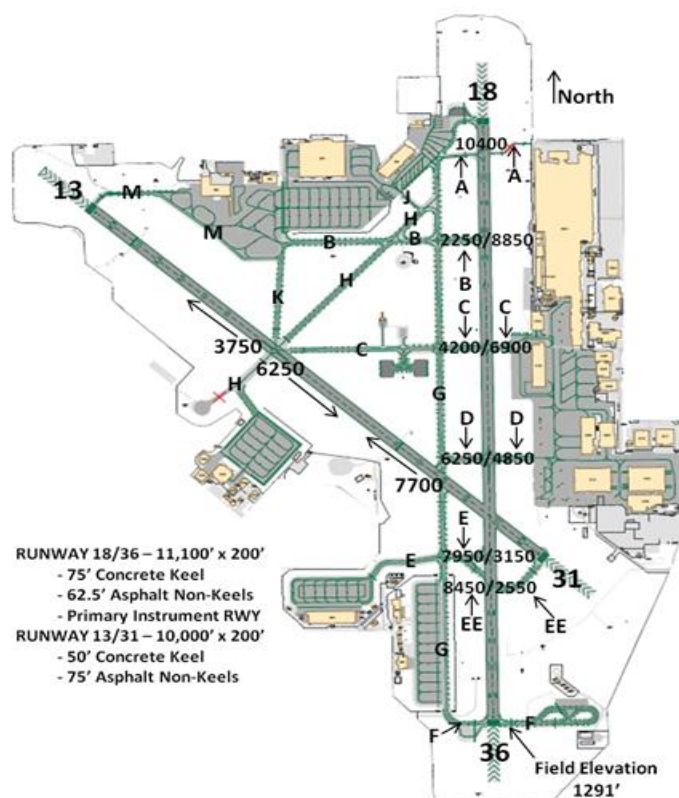 18
North
10400
A
A
13
M
J
H
M
B
B
2250/8850
B
K
H
C
C
3750
C
4200/6900
6250
H
G
D
D
6250/4850
7700
E
RUNWAY 18/36 – 11,100' x 200'
- 75' Concrete Keel
- 62.5' Asphalt Non-Keels
- Primary Instrument RWY
RUNWAY 13/31 – 10,000' x 200'
- 50' Concrete Keel
- 75' Asphalt Non-Keels
E
7950/3150
31
8450/2550
EE
EE
G
F
F
36
Field Elevation
1291'